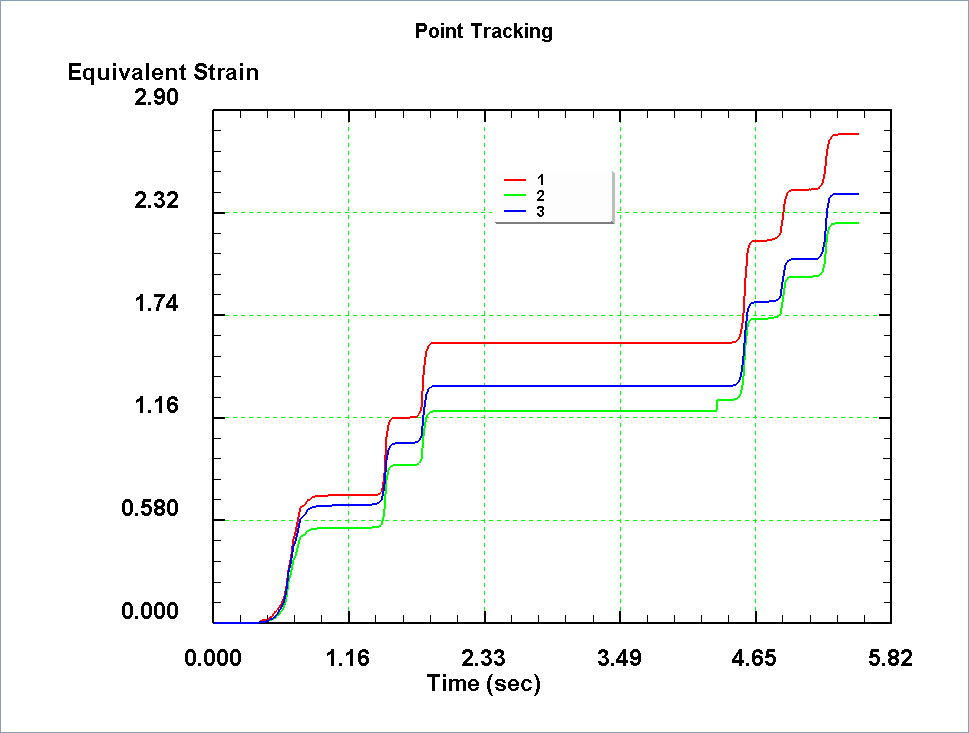 Point Tracking
Equivalent Strain
2.90
2.32
1.74
1.16
0.580
0.000
1
2
3
0.000 1.16 2.33 3.49 4.65 5.82
Time (sec)